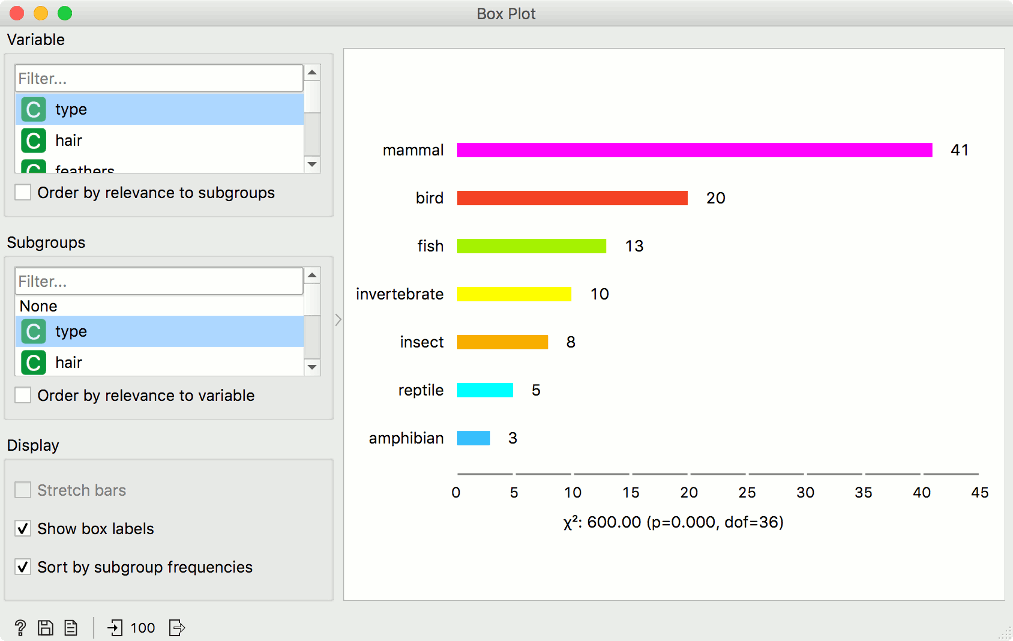 Box Plot
Variable
Filter...
C type
C hair
C feathers
Order by relevance to subgroups
Subgroups
Filter...
None
C type
C hair
Order by relevance to variable
Display
Stretch bars
Show box labels
Sort by subgroup frequencies
? 100
mammal 41
bird 20
fish 13
invertebrate 10
insect 8
reptile 5
amphibian 3
0 5 10 15 20 25 30 35 40 45
χ²: 600.00 (p=0.000, dof=36)